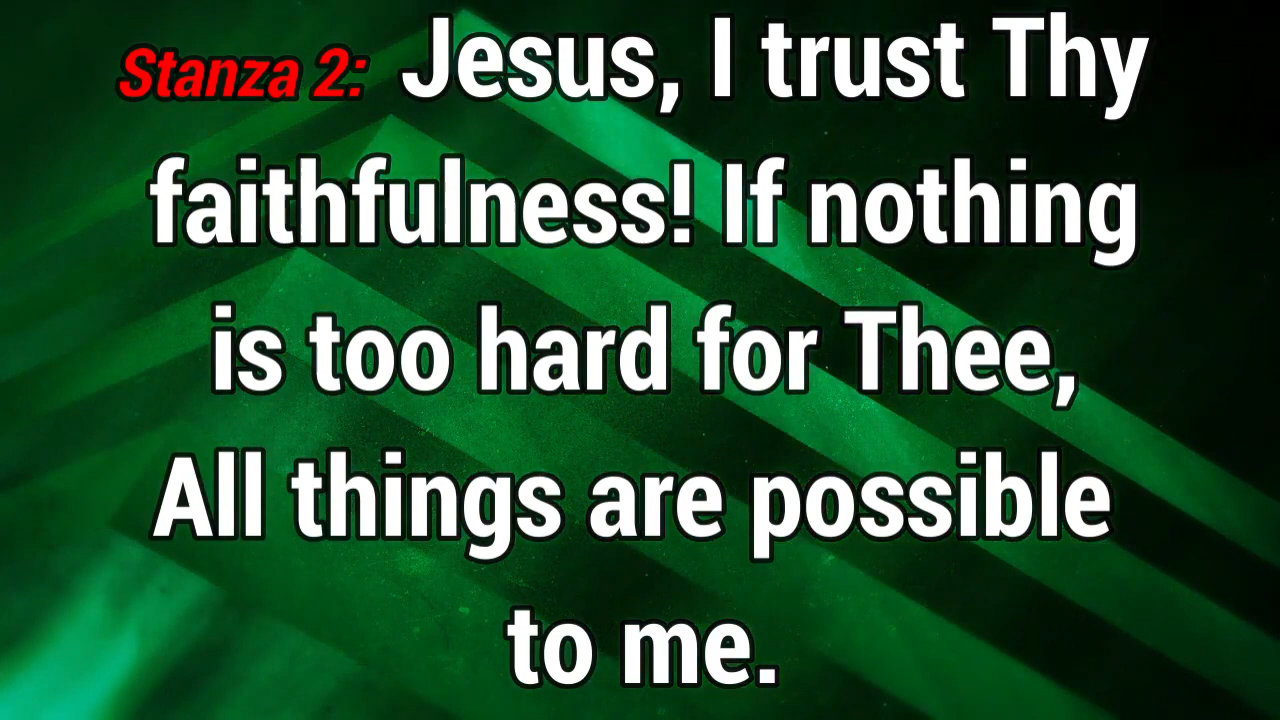 Stanza 2: Jesus, I trust Thy
faithfulness! If nothing
is too hard for Thee,
All things are possible
to me.